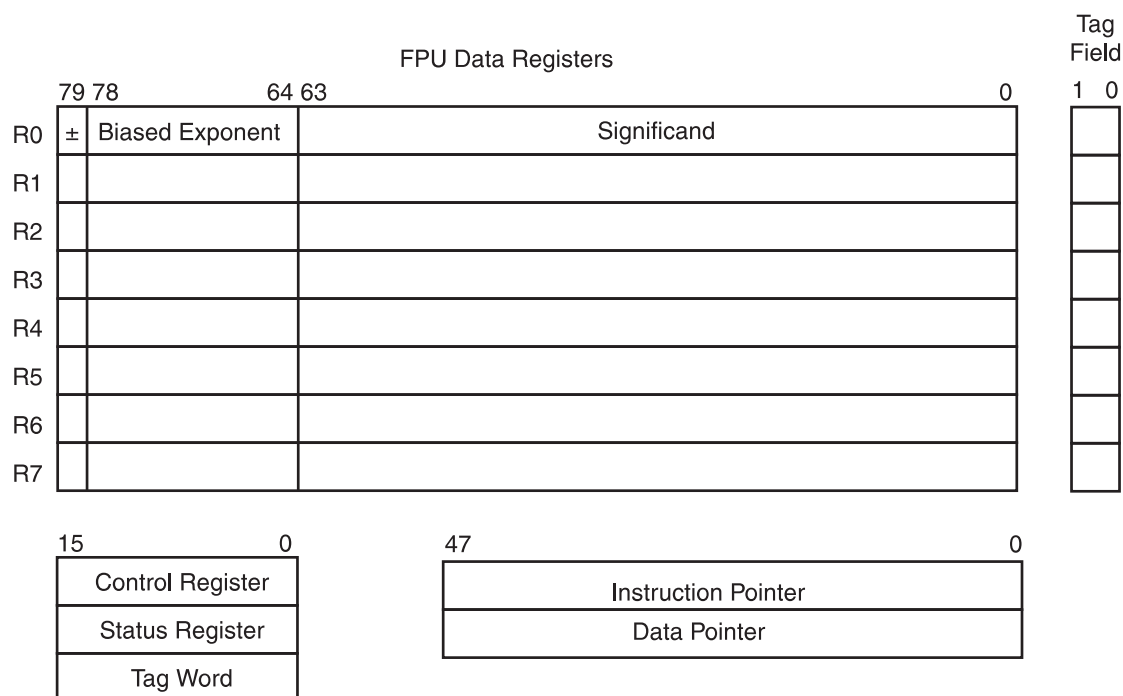 Tag
Field
FPU Data Registers
79 78 64 63 0 1 0
R0 ± Biased Exponent Significand
R1
R2
R3
R4
R5
R6
R7
15 0 47 0
Control Register Instruction Pointer
Status Register Data Pointer
Tag Word